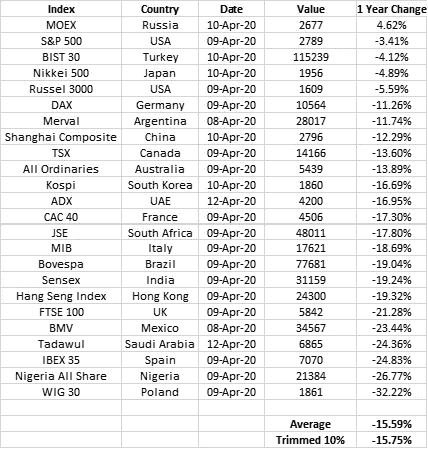 Index Country Date Value 1 Year Change
MOEX Russia 10-Apr-20 2677 4.62%
S&P 500 USA 09-Apr-20 2789 -3.41%
BIST 30 Turkey 10-Apr-20 115239 -4.12%
Nikkei 500 Japan 10-Apr-20 1956 -4.89%
Russel 3000 USA 09-Apr-20 1609 -5.59%
DAX Germany 09-Apr-20 10564 -11.26%
Merval Argentina 08-Apr-20 28017 -11.74%
Shanghai Composite China 10-Apr-20 2796 -12.29%
TSX Canada 09-Apr-20 14166 -13.60%
All Ordinaries Australia 09-Apr-20 5439 -13.89%
Kospi South Korea 10-Apr-20 1860 -16.69%
ADX UAE 12-Apr-20 4200 -16.95%
CAC 40 France 09-Apr-20 4506 -17.30%
JSE South Africa 09-Apr-20 48011 -17.80%
MIB Italy 09-Apr-20 17621 -18.69%
Bovespa Brazil 09-Apr-20 77681 -19.04%
Sensex India 09-Apr-20 31159 -19.24%
Hang Seng Index Hong Kong 09-Apr-20 24300 -19.32%
FTSE 100 UK 09-Apr-20 5842 -21.28%
BMV Mexico 08-Apr-20 34567 -23.44%
Tadawul Saudi Arabia 12-Apr-20 6865 -24.36%
IBEX 35 Spain 09-Apr-20 7070 -24.83%
Nigeria All Share Nigeria 09-Apr-20 21384 -26.77%
WIG 30 Poland 09-Apr-20 1861 -32.22%
Average -15.59%
Trimmed 10% -15.75%